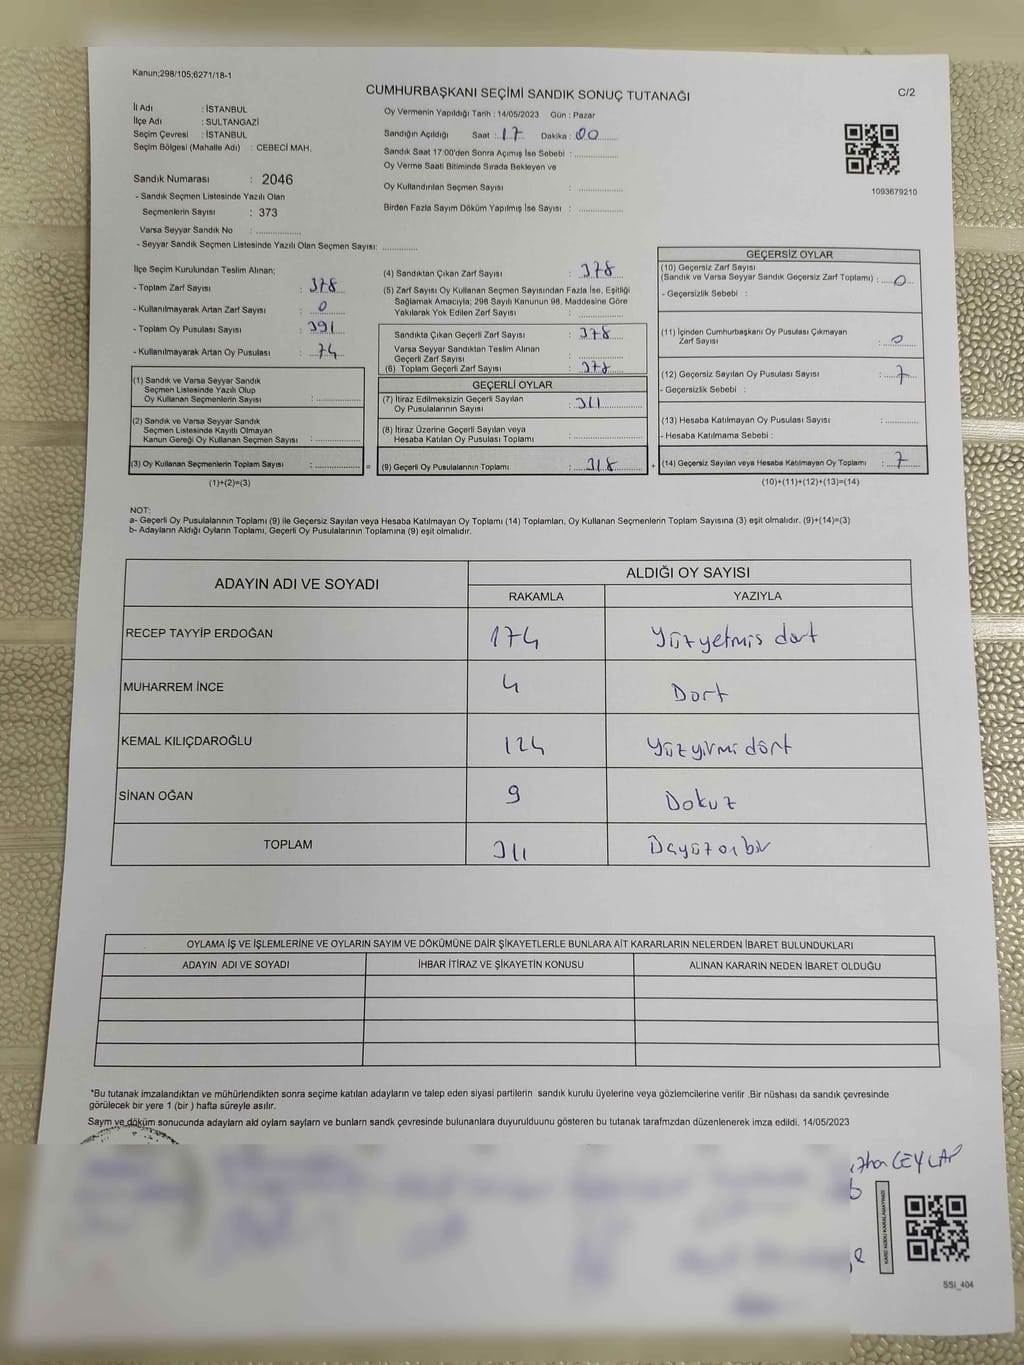 Kanun;298/105;6271/18-1
CUMHURBAŞKANI SEÇİMİ SANDIK SONUÇ TUTANAĞI
C/2
İl Adı : İSTANBUL
İlçe Adı : SULTANGAZİ
Seçim Çevresi : İSTANBUL
Seçim Bölgesi (Mahalle Adı) : CEBECİ MAH.
Sandık Numarası : 2046
- Sandık Seçmen Listesinde Yazılı Olan
Seçmenlerin Sayısı : 373
Varsa Seyyar Sandık No : ..............
- Seyyar Sandık Seçmen Listesinde Yazılı Olan Seçmen Sayısı: ............
Oy Vermenin Yapıldığı Tarih : 14/05/2023 Gün : Pazar
Sandığın Açıldığı Saat : 17 Dakika : 00
Sandık Saat 17:00'den Sonra Açımış İse Sebebi : ..............
Oy Verme Saati Bitiminde Sırada Bekleyen ve
Oy Kullandırılan Seçmen Sayısı : ..............
Birden Fazla Sayım Döküm Yapılmış İse Sayısı : ..............
1093679210
İlçe Seçim Kurulundan Teslim Alınan;
- Toplam Zarf Sayısı : 378
- Kullanılmayarak Artan Zarf Sayısı : 0
- Toplam Oy Pusulası Sayısı : 391
- Kullanılmayarak Artan Oy Pusulası : 74
(1) Sandık ve Varsa Seyyar Sandık
Seçmen Listesinde Yazılı Olup
Oy Kullanan Seçmenlerin Sayısı : ..............
(2) Sandık ve Varsa Seyyar Sandık
Seçmen Listesinde Kayıtlı Olmayan
Kanun Gereği Oy Kullanan Seçmen Sayısı : ..............
(3) Oy Kullanan Seçmenlerin Toplam Sayısı : .............. =
(1)+(2)=(3)
(4) Sandıktan Çıkan Zarf Sayısı : 378
(5) Zarf Sayısı Oy Kullanan Seçmen Sayısından Fazla İse, Eşitliği
Sağlamak Amacıyla; 298 Sayılı Kanunun 98. Maddesine Göre
Yakılarak Yok Edilen Zarf Sayısı : ..............
Sandıkta Çıkan Geçerli Zarf Sayısı : 378
Varsa Seyyar Sandıktan Teslim Alınan
Geçerli Zarf Sayısı : ..............
(6) Toplam Geçerli Zarf Sayısı : 378
GEÇERLİ OYLAR
(7) İtiraz Edilmeksizin Geçerli Sayılan
Oy Pusulalarının Sayısı : 311
(8) İtiraz Üzerine Geçerli Sayılan veya
Hesaba Katılan Oy Pusulası Toplamı : ..............
(9) Geçerli Oy Pusulalarının Toplamı : 318 +
GEÇERSİZ OYLAR
(10) Geçersiz Zarf Sayısı
(Sandık ve Varsa Seyyar Sandık Geçersiz Zarf Toplamı) : 0
- Geçersizlik Sebebi :
(11) İçinden Cumhurbaşkanı Oy Pusulası Çıkmayan
Zarf Sayısı : 0
(12) Geçersiz Sayılan Oy Pusulası Sayısı : 7
- Geçersizlik Sebebi :
(13) Hesaba Katılmayan Oy Pusulası Sayısı : ..............
- Hesaba Katılmama Sebebi :
(14) Geçersiz Sayılan veya Hesaba Katılmayan Oy Toplamı : 7
(10)+(11)+(12)+(13)=(14)
NOT:
a- Geçerli Oy Pusulalarının Toplamı (9) ile Geçersiz Sayılan veya Hesaba Katılmayan Oy Toplamı (14) Toplamları, Oy Kullanan Seçmenlerin Toplam Sayısına (3) eşit olmalıdır. (9)+(14)=(3)
b- Adayların Aldığı Oyların Toplamı, Geçerli Oy Pusulalarının Toplamına (9) eşit olmalıdır.
ADAYIN ADI VE SOYADI ALDIĞI OY SAYISI
RAKAMLA YAZIYLA
RECEP TAYYİP ERDOĞAN 174 Yüzyetmis dort
MUHARREM İNCE 4 Dort
KEMAL KILIÇDAROĞLU 124 Yüzyirmi dört
SİNAN OĞAN 9 Dokuz
TOPLAM 311
OYLAMA İŞ VE İŞLEMLERİNE VE OYLARIN SAYIM VE DÖKÜMÜNE DAİR ŞİKAYETLERLE BUNLARA AİT KARARLARIN NELERDEN İBARET BULUNDUKLARI
ADAYIN ADI VE SOYADI İHBAR İTİRAZ VE ŞİKAYETİN KONUSU ALINAN KARARIN NEDEN İBARET OLDUĞU
*Bu tutanak imzalandıktan ve mühürlendikten sonra seçime katılan adayların ve talep eden siyasi partilerin sandık kurulu üyelerine veya gözlemcilerine verilir .Bir nüshası da sandık çevresinde
görülecek bir yere 1 (bir ) hafta süreyle asılır.
Saym ve döküm sonucunda adayların ald oylarn saylarn ve bunlarn sandk çevresinde bulunanlara duyurulduunu gösteren bu tutanak tarafmzdan düzenlenerek imza edildi. 14/05/2023
CEYLAP
KARE KODU KARALAMAYINIZ!
SSI_404